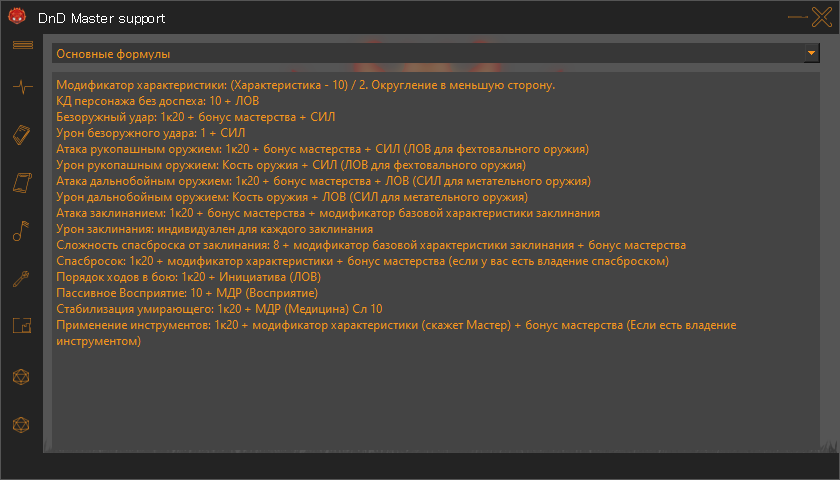 DnD Master support
Основные формулы
Модификатор характеристики: (Характеристика - 10) / 2. Округление в меньшую сторону.
КД персонажа без доспеха: 10 + ЛОВ
Безоружный удар: 1к20 + бонус мастерства + СИЛ
Урон безоружного удара: 1 + СИЛ
Атака рукопашным оружием: 1к20 + бонус мастерства + СИЛ (ЛОВ для фехтовального оружия)
Урон рукопашным оружием: Кость оружия + СИЛ (ЛОВ для фехтовального оружия)
Атака дальнобойным оружием: 1к20 + бонус мастерства + ЛОВ (СИЛ для метательного оружия)
Урон дальнобойным оружием: Кость оружия + ЛОВ (СИЛ для метательного оружия)
Атака заклинанием: 1к20 + бонус мастерства + модификатор базовой характеристики заклинания
Урон заклинания: индивидуален для каждого заклинания
Сложность спасброска от заклинания: 8 + модификатор базовой характеристики заклинания + бонус мастерства
Спасбросок: 1к20 + модификатор характеристики + бонус мастерства (если у вас есть владение спасброском)
Порядок ходов в бою: 1к20 + Инициатива (ЛОВ)
Пассивное Восприятие: 10 + МДР (Восприятие)
Стабилизация умирающего: 1к20 + МДР (Медицина) Сл 10
Применение инструментов: 1к20 + модификатор характеристики (скажет Мастер) + бонус мастерства (Если есть владение
инструментом)